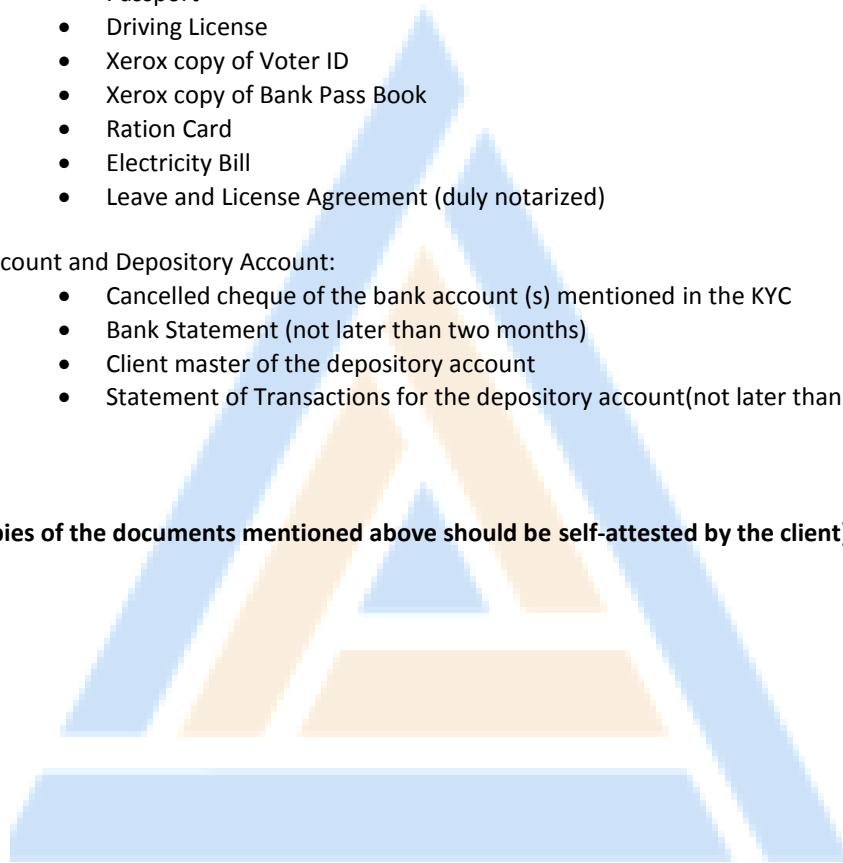 Passport
• Driving License
• Xerox copy of Voter ID
• Xerox copy of Bank Pass Book
• Ration Card
• Electricity Bill
• Leave and License Agreement (duly notarized)
count and Depository Account:
• Cancelled cheque of the bank account (s) mentioned in the KYC
• Bank Statement (not later than two months)
• Client master of the depository account
• Statement of Transactions for the depository account(not later than
pies of the documents mentioned above should be self-attested by the client)